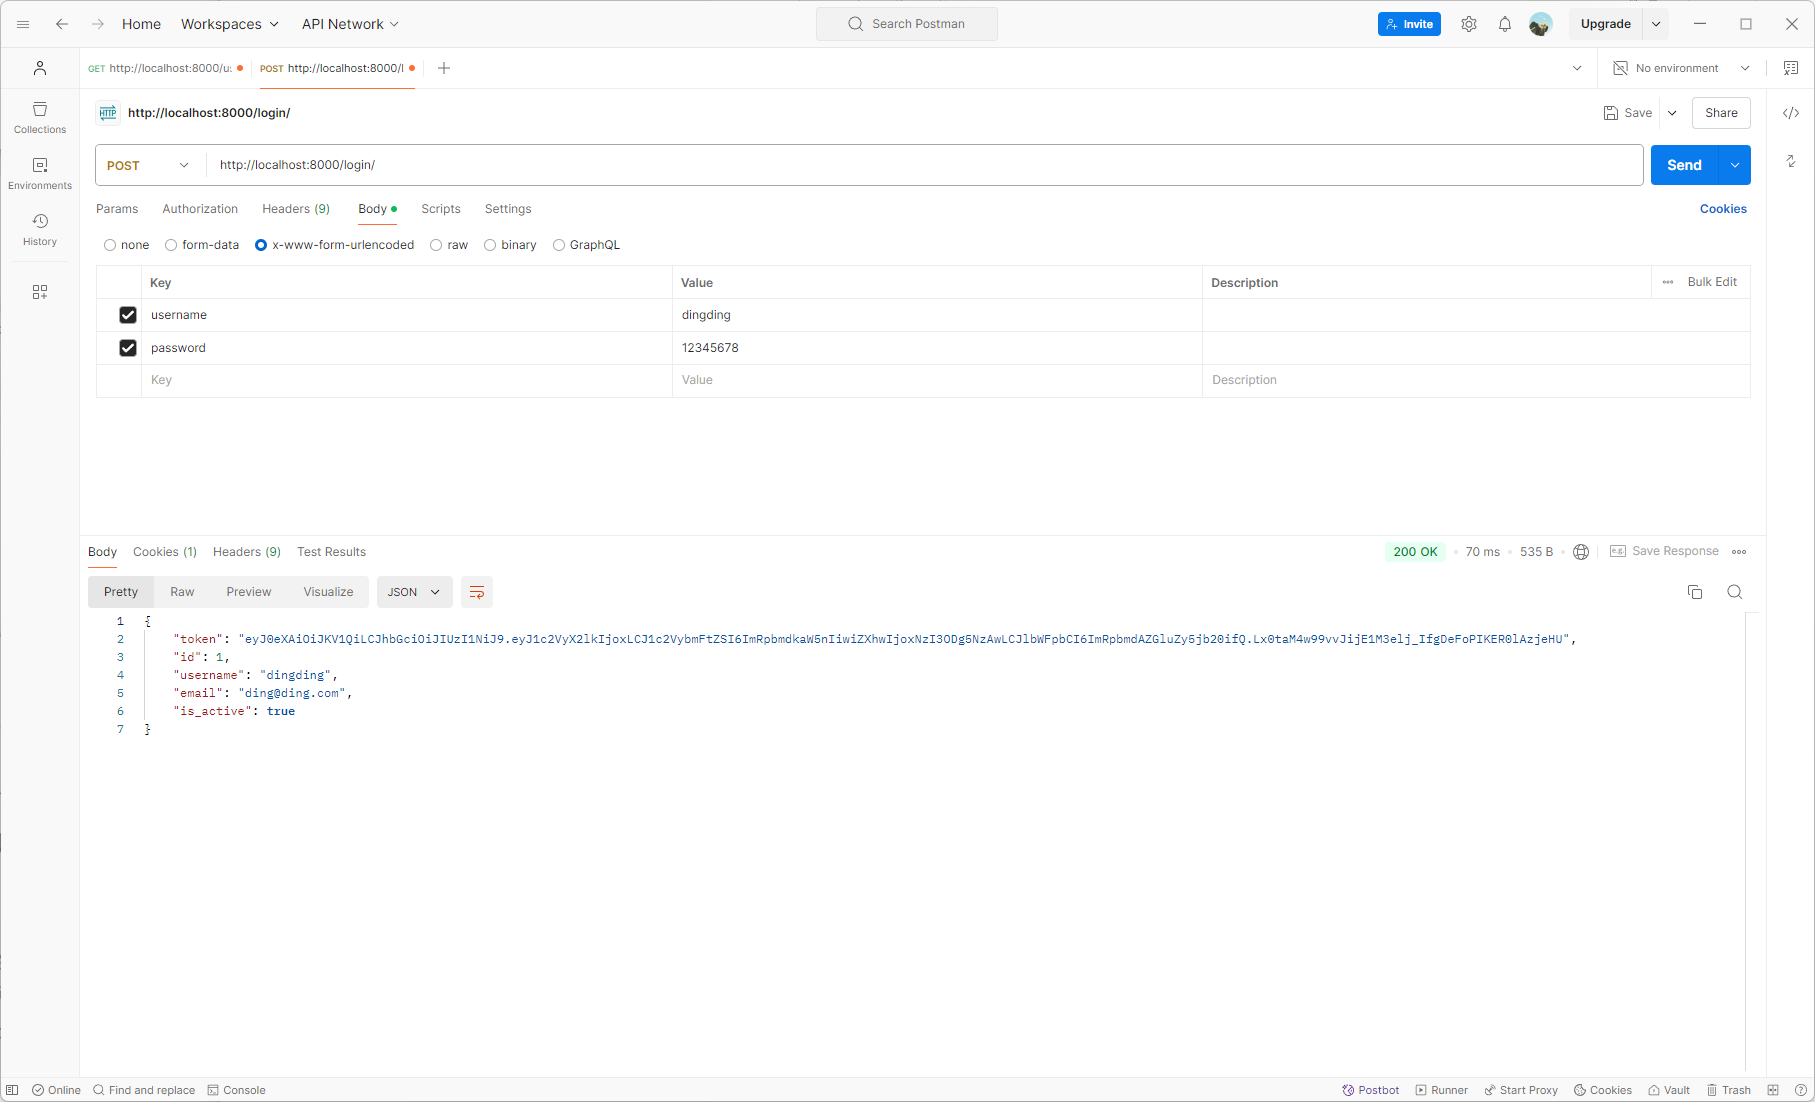 Home Workspaces API Network Search Postman Invite Upgrade
GET http://localhost:8000/u POST http://localhost:8000/l No environment
HTTP http://localhost:8000/login/ Save Share
POST http://localhost:8000/login/ Send
Params Authorization Headers (9) Body Scripts Settings Cookies
none form-data x-www-form-urlencoded raw binary GraphQL
Key Value Description Bulk Edit
username dingding
password 12345678
Key Value Description
Collections
Environments
History
Body Cookies (1) Headers (9) Test Results 200 OK 70 ms 535 B e.g. Save Response
Pretty Raw Preview Visualize JSON
1 {
2 "token": "eyJ0eXAiOiJKV1QiLCJhbGciOiJIUzI1NiJ9.eyJ1c2VyX2lkIjoxLCJ1c2VybmFtZSI6ImRpbmdkaW5nIiwiZXhwIjoxNzI3ODg5NzAwLCJlbWFpbCI6ImRpbmdAZGluZy5jb20ifQ.Lx0taM4w99vvJijE1M3elj_IfgDeFoPIKER0lAzjeHU",
3 "id": 1,
4 "username": "dingding",
5 "email": "ding@ding.com",
6 "is_active": true
7 }
Online Find and replace Console Postbot Runner Start Proxy Cookies Vault Trash